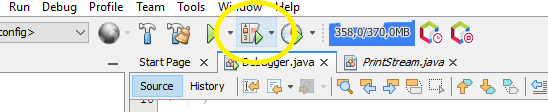 Run Debug Profile Team Tools Window Help
config>
358,0/370,0MB
Start Page Debugger.java PrintStream.java
Source History